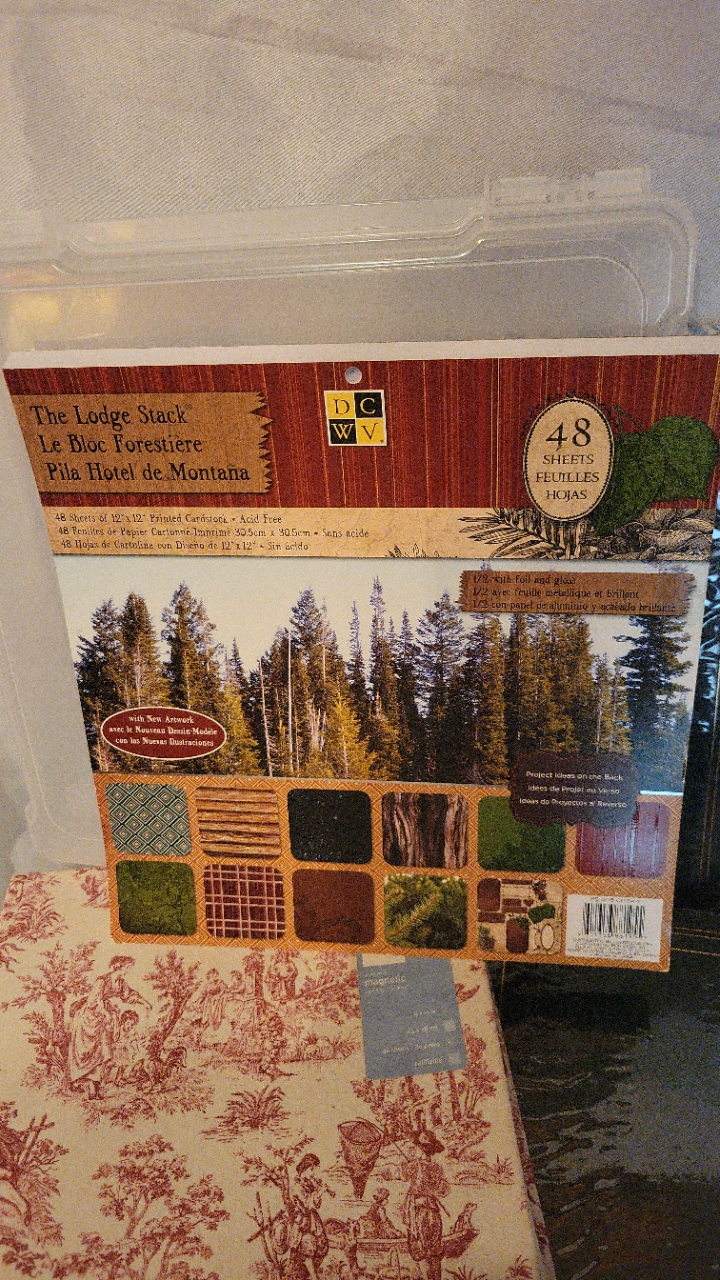 The Lodge Stack™
Le Bloc Forestière
Pila Hotel de Montaña
D C
W V
48
SHEETS
FEUILLES
HOJAS
48 Sheets of 12"x12" Printed Cardstock • Acid Free
48 Feuilles de Papier Cartonné Imprimé 30.5cm x 30.5cm • Sans acide
48 Hojas de Cartulina con Diseño de 12"x12" • Sin ácido
1/2 with foil and gloss
1/2 avec feuille métallique et brillant
1/2 con papel de aluminio y acabado brillante
with New Artwork
avec le Nouveau Dessin-Modèle
con las Nuevas Ilustraciones
Project Ideas on the Back
Idées de Projet au Verso
Ideas de Proyectos al Reverso
magnetic